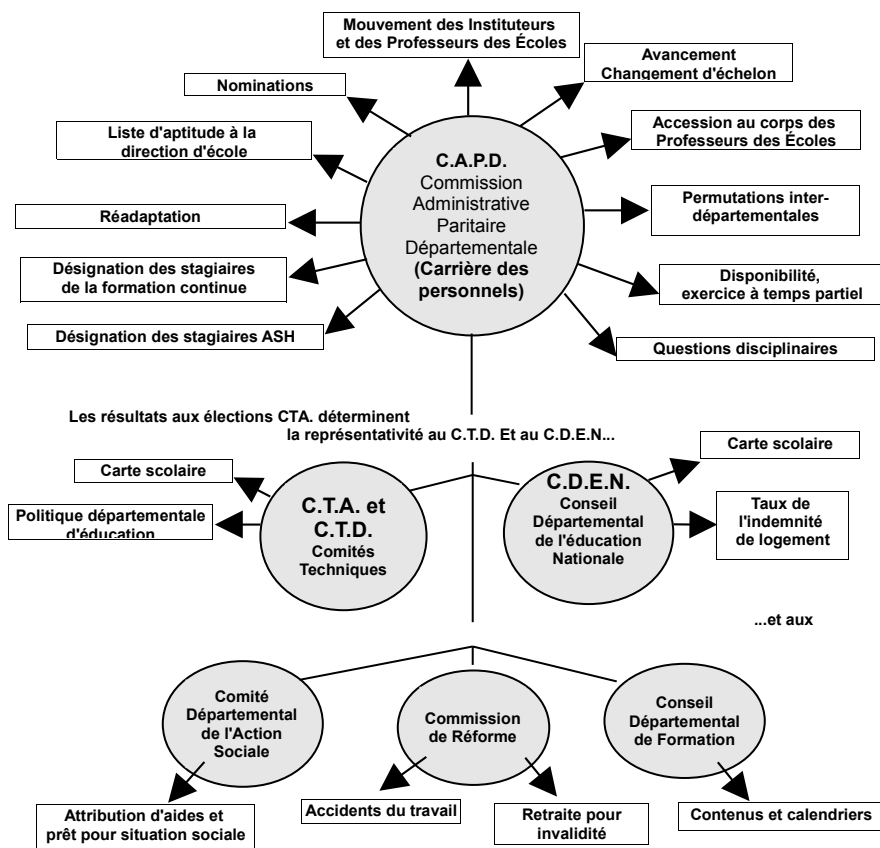 Mouvement des Instituteurs
et des Professeurs des Écoles
Avancement
Changement d'échelon
Nominations
Liste d'aptitude à la
direction d'école
Accession au corps des
Professeurs des Écoles
C.A.P.D.
Commission
Administrative
Paritaire
Départementale
(Carrière des
personnels)
Réadaptation
Permutations inter-
départementales
Désignation des stagiaires
de la formation continue
Disponibilité,
exercice à temps partiel
Désignation des stagiaires ASH
Questions disciplinaires
Les résultats aux élections CTA. déterminent
la représentativité au C.T.D. Et au C.D.E.N...
Carte scolaire
Politique départementale
d'éducation
C.T.A. et
C.T.D.
Comités
Techniques
C.D.E.N.
Conseil
Départemental
de l'éducation
Nationale
Carte scolaire
Taux de
l'indemnité
de logement
...et aux
Comité
Départemental
de l'Action
Sociale
Commission
de Réforme
Conseil
Départemental
de Formation
Attribution d'aides et
prêt pour situation sociale
Accidents du travail
Retraite pour
invalidité
Contenus et calendriers